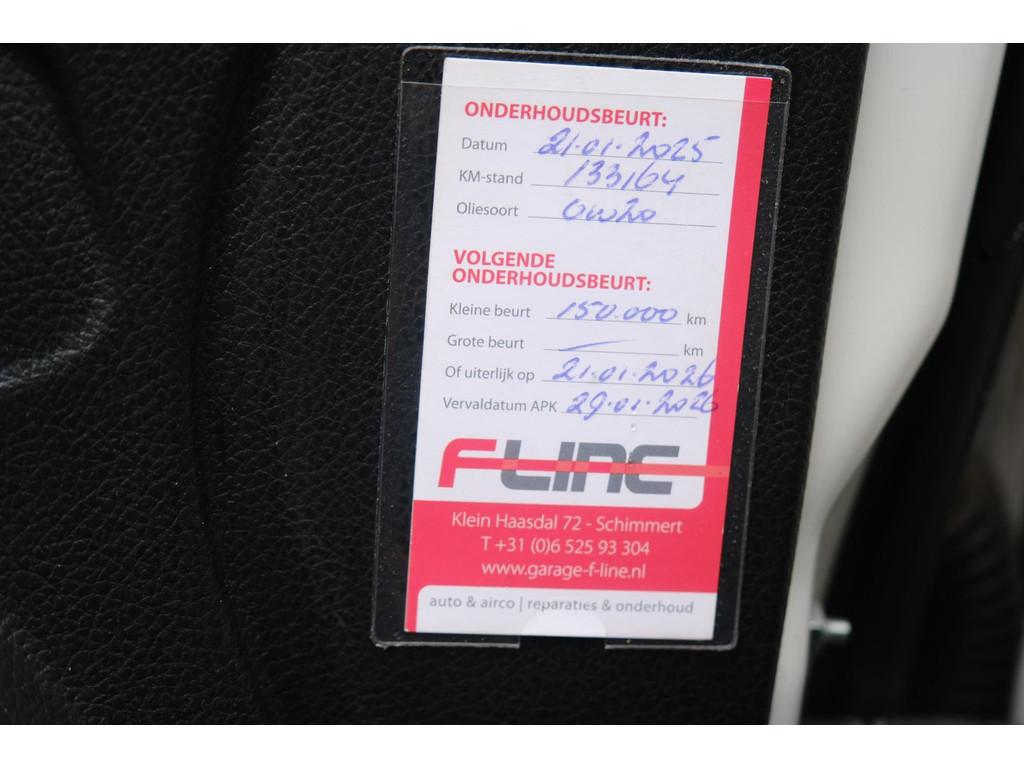 ONDERHOUDSBEURT:
Datum 21.01.2025
KM-stand 133164
Oliesoort 0w20
VOLGENDE
ONDERHOUDSBEURT:
Kleine beurt 150.000 km
Grote beurt — km
Of uiterlijk op 21.01.2026
Vervaldatum APK 29.01.2026
F-LINE
Klein Haasdal 72 - Schimmert
T +31 (0)6 525 93 304
www.garage-f-line.nl
auto & airco | reparaties & onderhoud